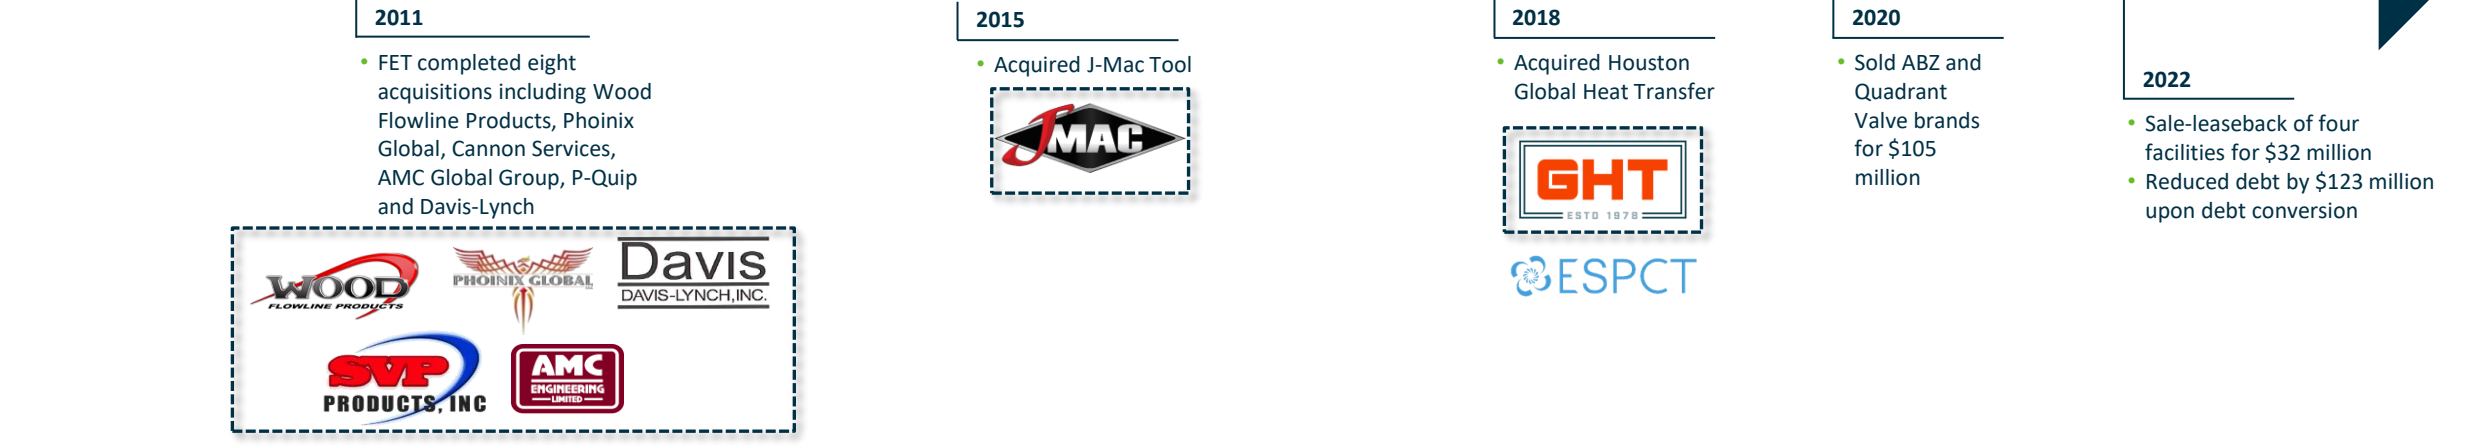 2011
• FET completed eight
acquisitions including Wood
Flowline Products, Phoinix
Global, Cannon Services,
AMC Global Group, P-Quip
and Davis-Lynch
WOOD
FLOWLINE PRODUCTS
PHOINIX GLOBAL
Davis
DAVIS-LYNCH,INC.
SVP
PRODUCTS, INC
AMC
ENGINEERING
LIMITED
2015
• Acquired J-Mac Tool
JMAC
2018
• Acquired Houston
Global Heat Transfer
GHT
ESTD 1978
ESPCT
2020
• Sold ABZ and
Quadrant
Valve brands
for $105
million
2022
• Sale-leaseback of four
facilities for $32 million
• Reduced debt by $123 million
upon debt conversion